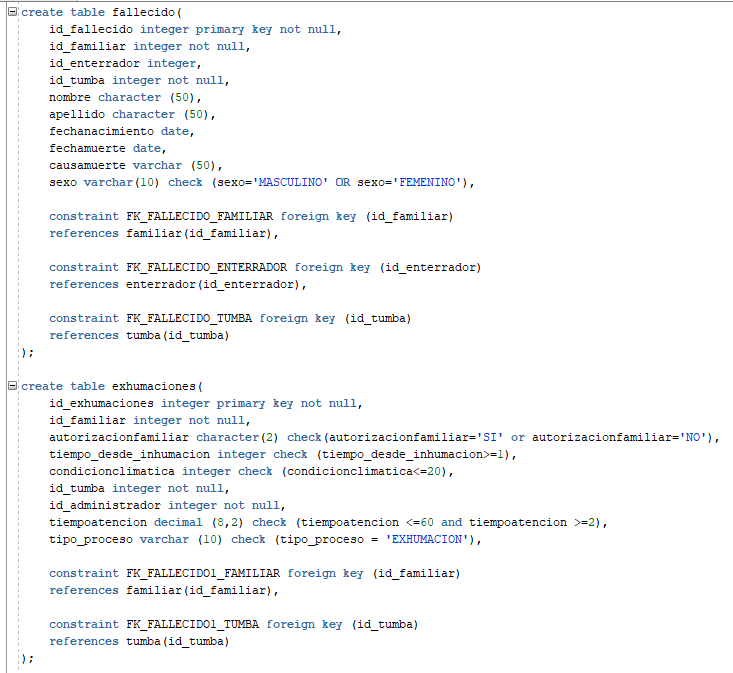 create table fallecido(
id_fallecido integer primary key not null,
id_familiar integer not null,
id_enterrador integer,
id_tumba integer not null,
nombre character (50),
apellido character (50),
fechanacimiento date,
fechamuerte date,
causamuerte varchar (50),
sexo varchar(10) check (sexo='MASCULINO' OR sexo='FEMENINO'),
constraint FK_FALLECIDO_FAMILIAR foreign key (id_familiar)
references familiar(id_familiar),
constraint FK_FALLECIDO_ENTERRADOR foreign key (id_enterrador)
references enterrador(id_enterrador),
constraint FK_FALLECIDO_TUMBA foreign key (id_tumba)
references tumba(id_tumba)
);
create table exhumaciones(
id_exhumaciones integer primary key not null,
id_familiar integer not null,
autorizacionfamiliar character(2) check(autorizacionfamiliar='SI' or autorizacionfamiliar='NO'),
tiempo_desde_inhumacion integer check (tiempo_desde_inhumacion>=1),
condicionclimatica integer check (condicionclimatica<=20),
id_tumba integer not null,
id_administrador integer not null,
tiempoatencion decimal (8,2) check (tiempoatencion <=60 and tiempoatencion >=2),
tipo_proceso varchar (10) check (tipo_proceso = 'EXHUMACION'),
constraint FK_FALLECIDO1_FAMILIAR foreign key (id_familiar)
references familiar(id_familiar),
constraint FK_FALLECIDO1_TUMBA foreign key (id_tumba)
references tumba(id_tumba)
);